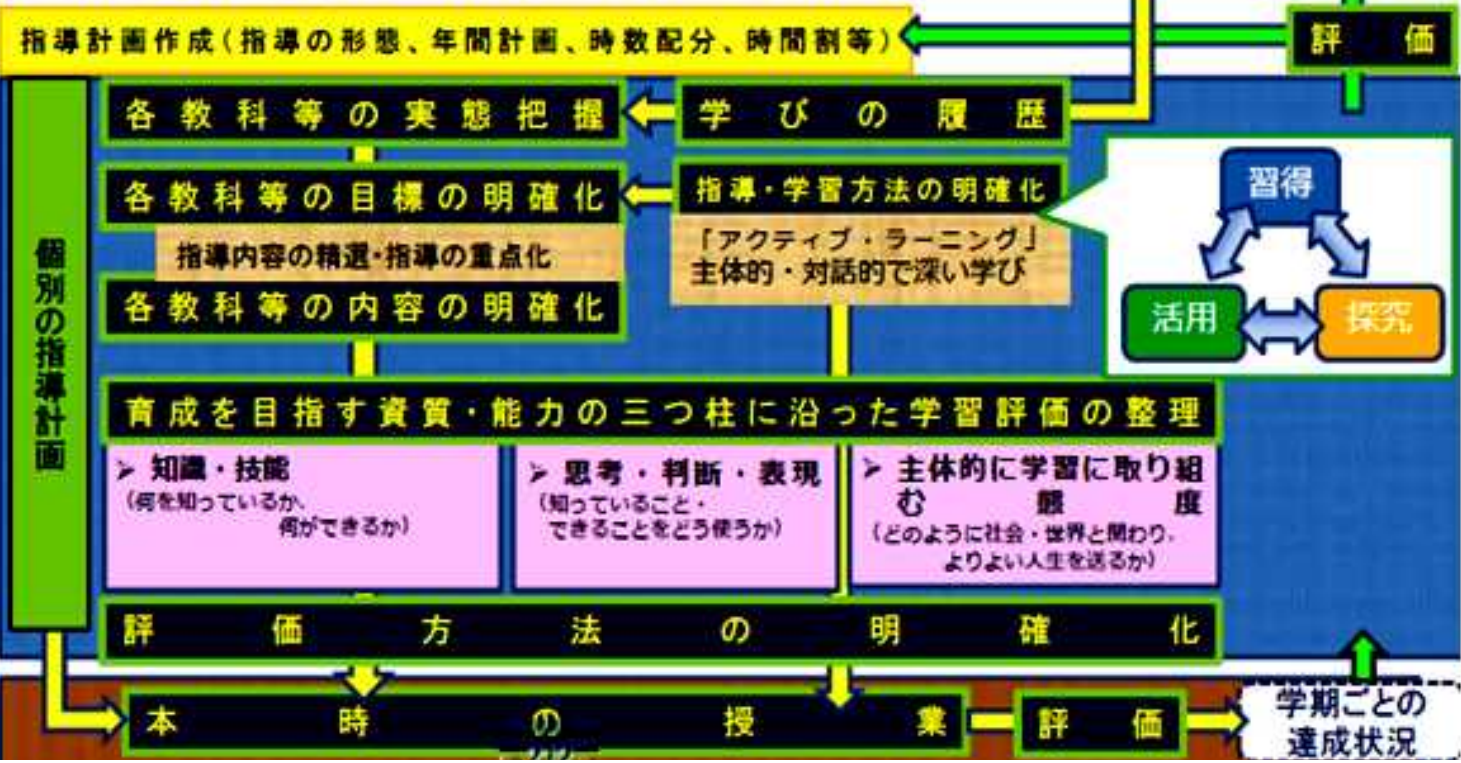 指導計画作成(指導の形態、年間計画、時数配分、時間割等)
評価
個別の指導計画
各教科等の実態把握
学びの履歴
各教科等の目標の明確化
指導・学習方法の明確化
指導内容の精選・指導の重点化
「アクティブ・ラーニング」
主体的・対話的で深い学び
各教科等の内容の明確化
習得
活用
探究
育成を目指す資質・能力の三つ柱に沿った学習評価の整理
➢ 知識・技能
(何を知っているか、
何ができるか)
➢ 思考・判断・表現
(知っていること・
できることをどう使うか)
➢ 主体的に学習に取り組
む態度
(どのように社会・世界と関わり、
よりよい人生を送るか)
評価方法の明確化
本時の授業
評価
学期ごとの
達成状況